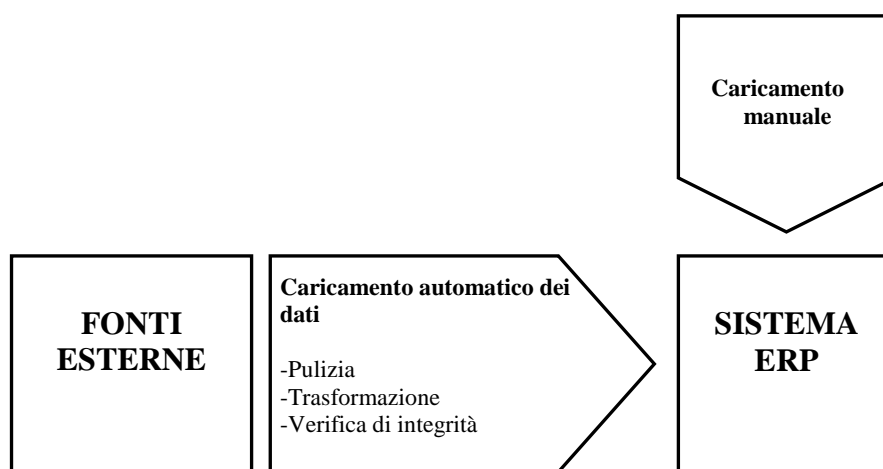 Caricamento
manuale
FONTI
ESTERNE
Caricamento automatico dei
dati
-Pulizia
-Trasformazione
-Verifica di integrità
SISTEMA
ERP